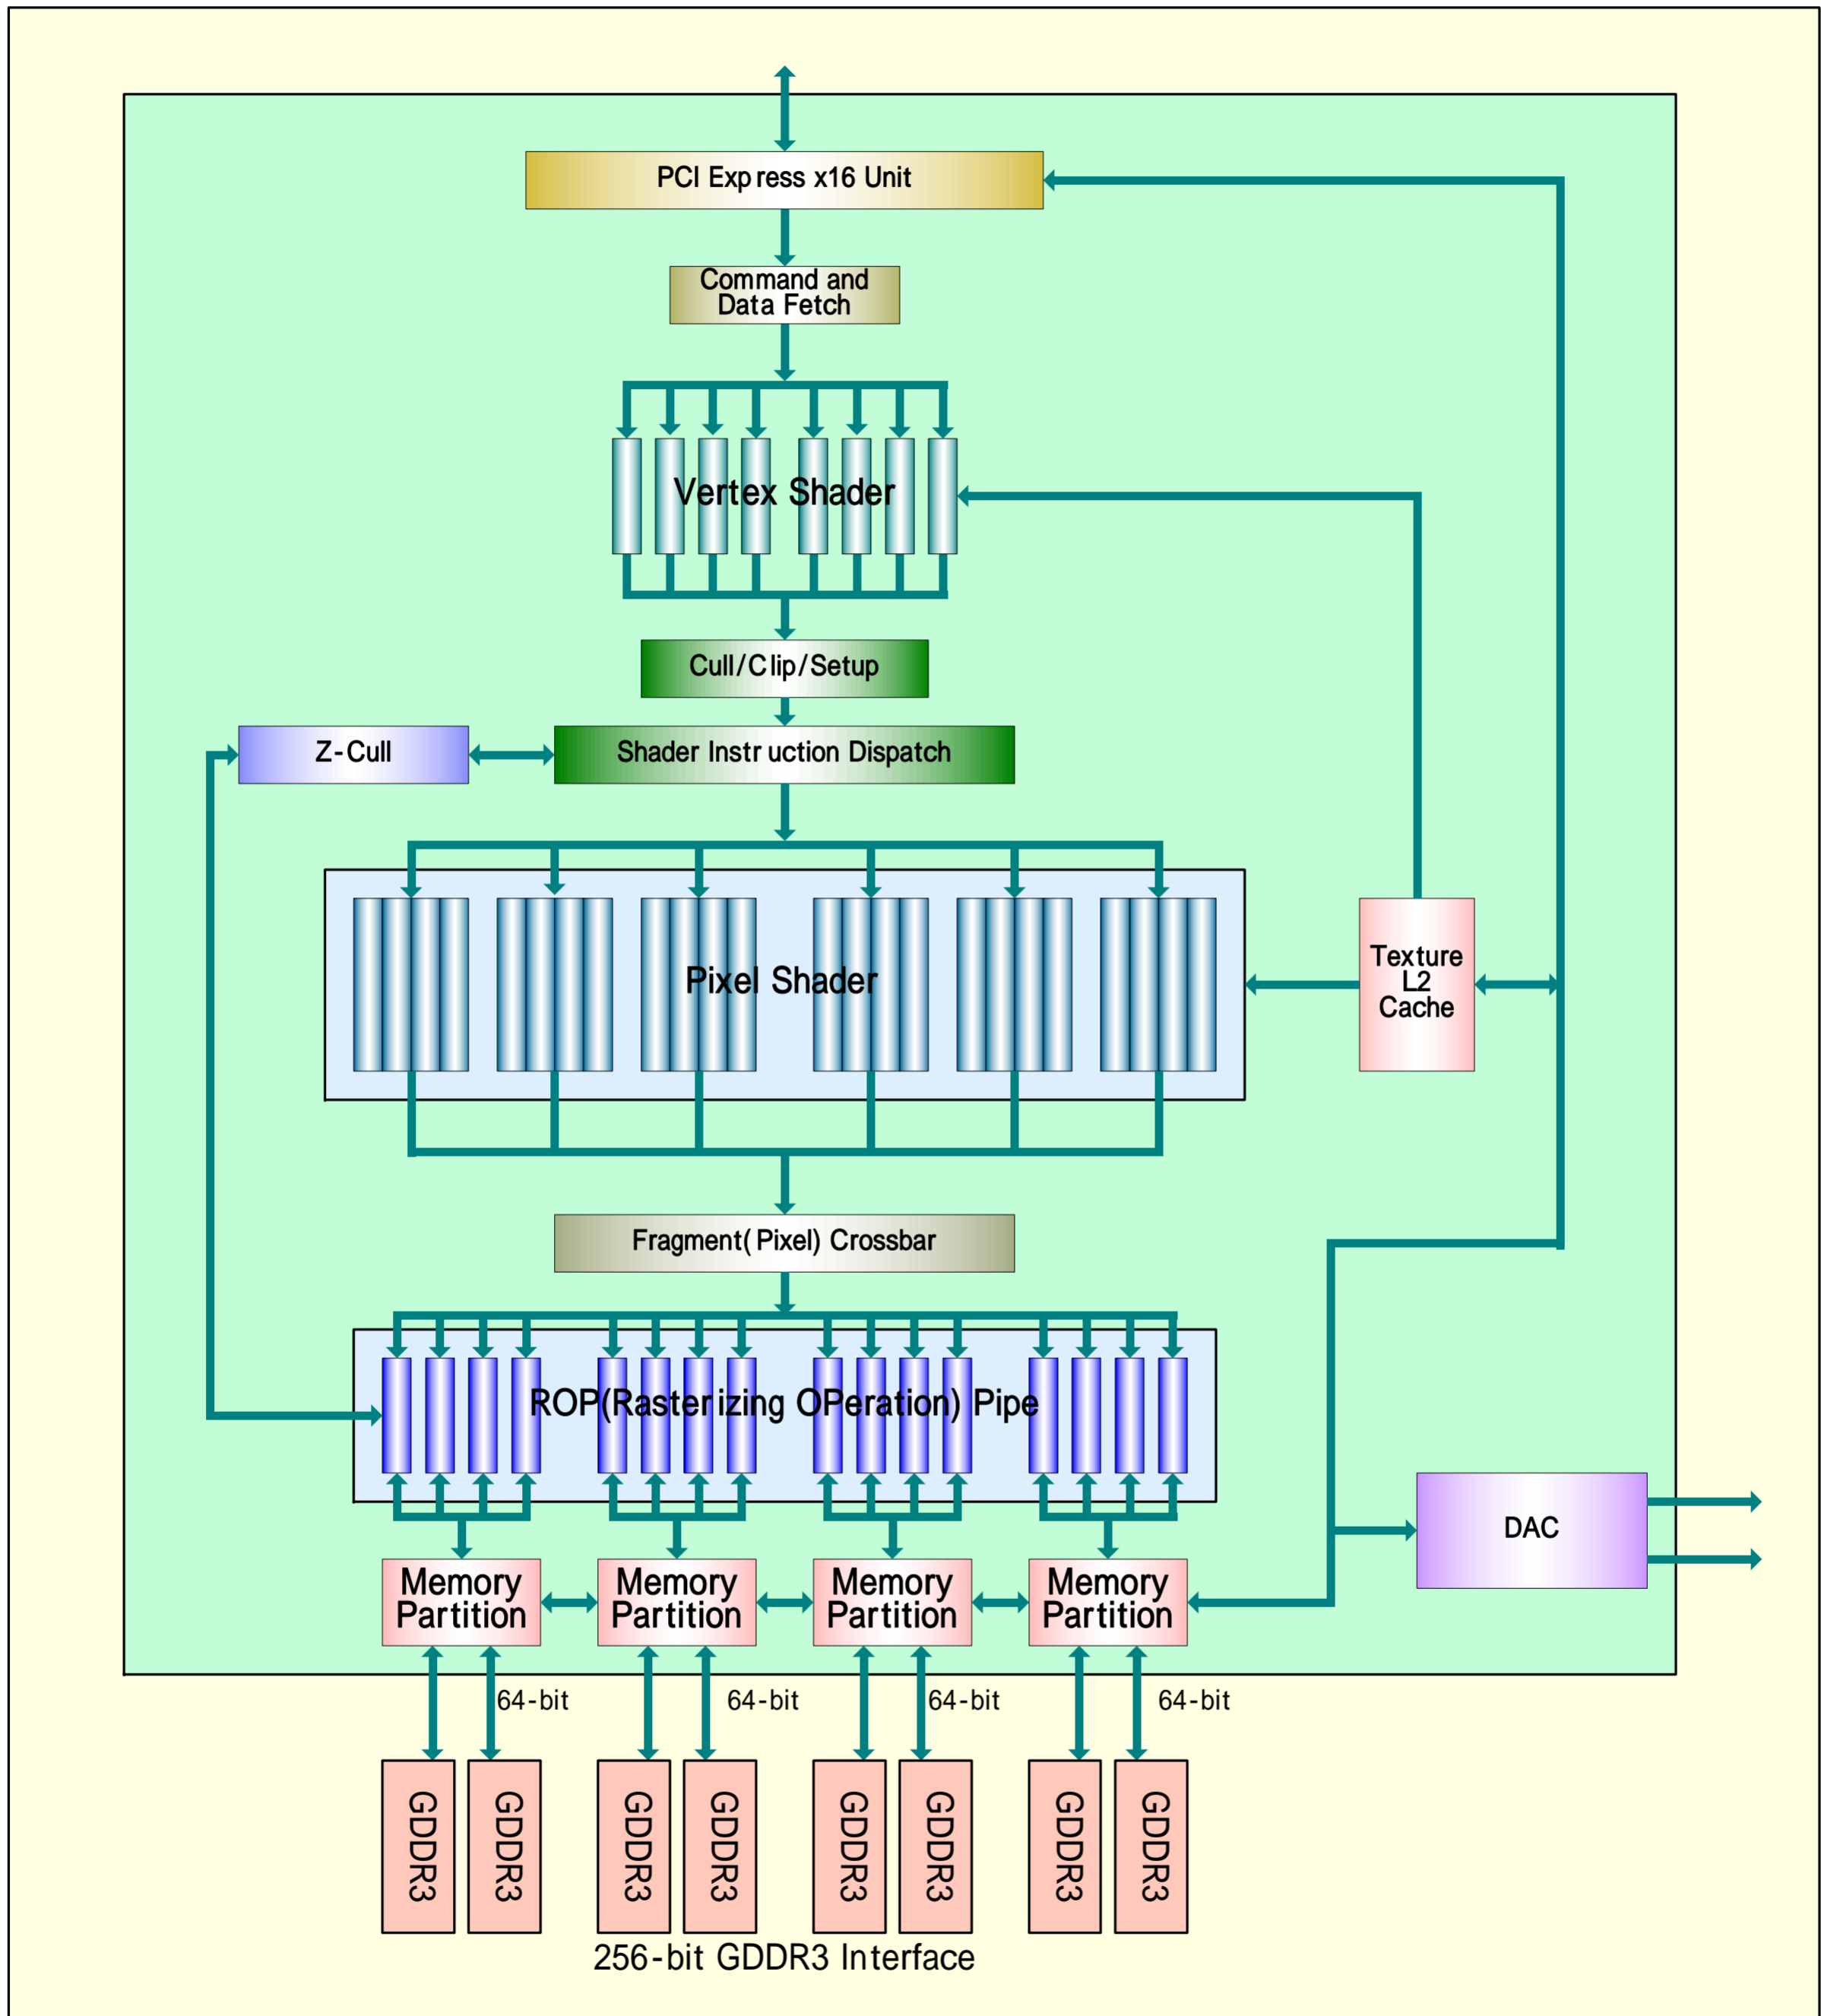 PCI Express x16 Unit
Command and
Data Fetch
Vertex Shader
Cull/Clip/Setup
Z-Cull
Shader Instruction Dispatch
Pixel Shader
Texture
L2
Cache
Fragment(Pixel) Crossbar
ROP(Rasterizing OPeration) Pipe
DAC
Memory
Partition
Memory
Partition
Memory
Partition
Memory
Partition
64-bit
64-bit
64-bit
64-bit
GDDR3
GDDR3
GDDR3
GDDR3
GDDR3
GDDR3
GDDR3
GDDR3
256-bit GDDR3 Interface